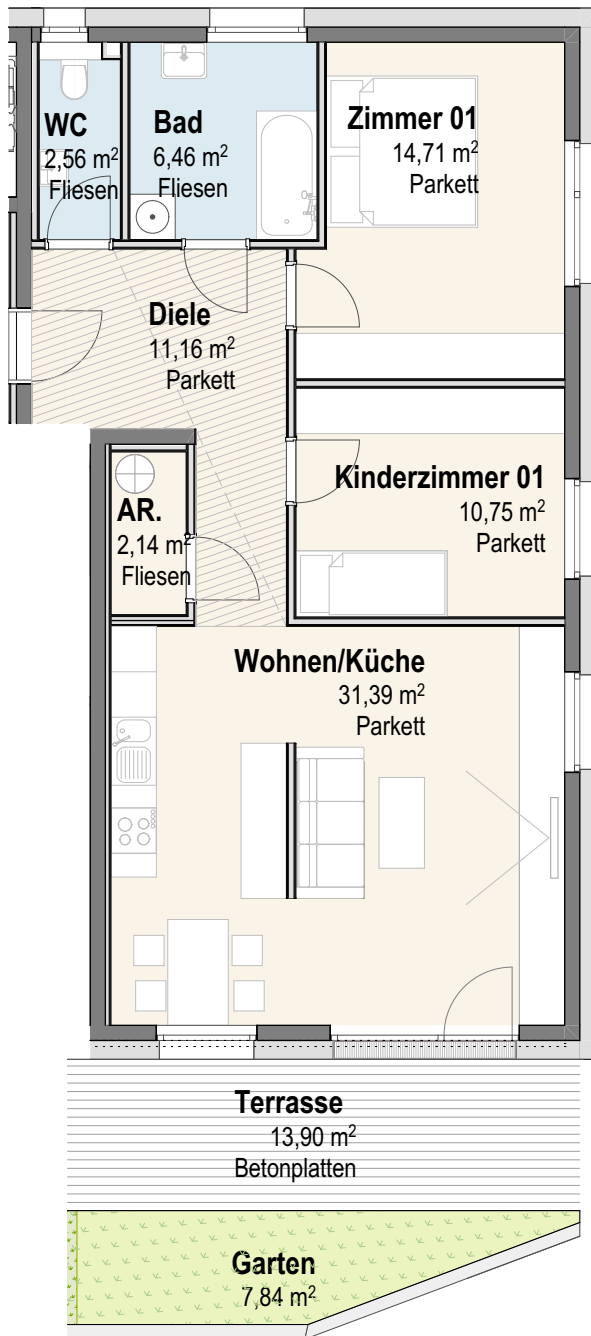 WC
2,56 m²
Fliesen
Bad
6,46 m²
Fliesen
Zimmer 01
14,71 m²
Parkett
Diele
11,16 m²
Parkett
Kinderzimmer 01
10,75 m²
Parkett
AR.
2,14 m²
Fliesen
Wohnen/Küche
31,39 m²
Parkett
Terrasse
13,90 m²
Betonplatten
Garten
7,84 m²